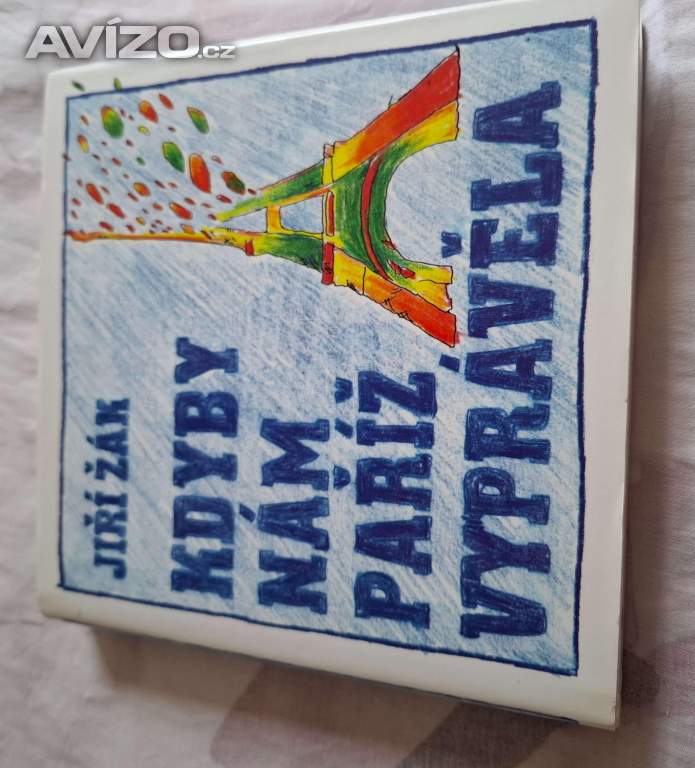 AVÍZO.cz
JIŘÍ ŽÁK
KDYBY
NÁM
PAŘÍŽ
VYPRÁVĚLA